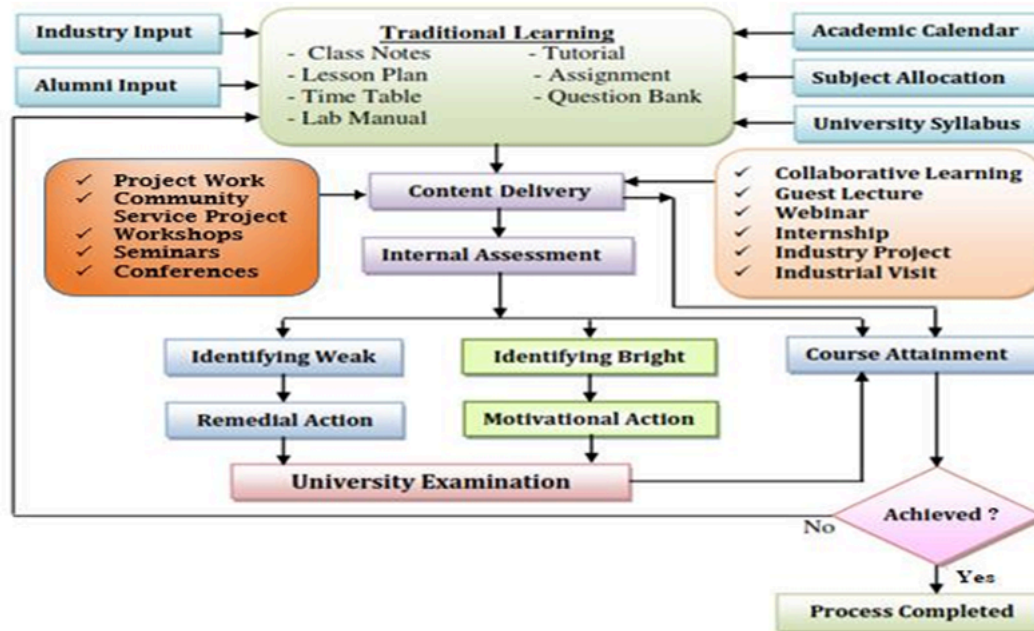 Industry Input
Alumni Input
Traditional Learning
- Class Notes
- Lesson Plan
- Time Table
- Lab Manual
- Tutorial
- Assignment
- Question Bank
Academic Calendar
Subject Allocation
University Syllabus
✓ Project Work
✓ Community
Service Project
✓ Workshops
✓ Seminars
✓ Conferences
Content Delivery
✓ Collaborative Learning
✓ Guest Lecture
✓ Webinar
✓ Internship
✓ Industry Project
✓ Industrial Visit
Internal Assessment
Identifying Weak
Identifying Bright
Course Attainment
Remedial Action
Motivational Action
University Examination
Achieved ?
No
Yes
Process Completed